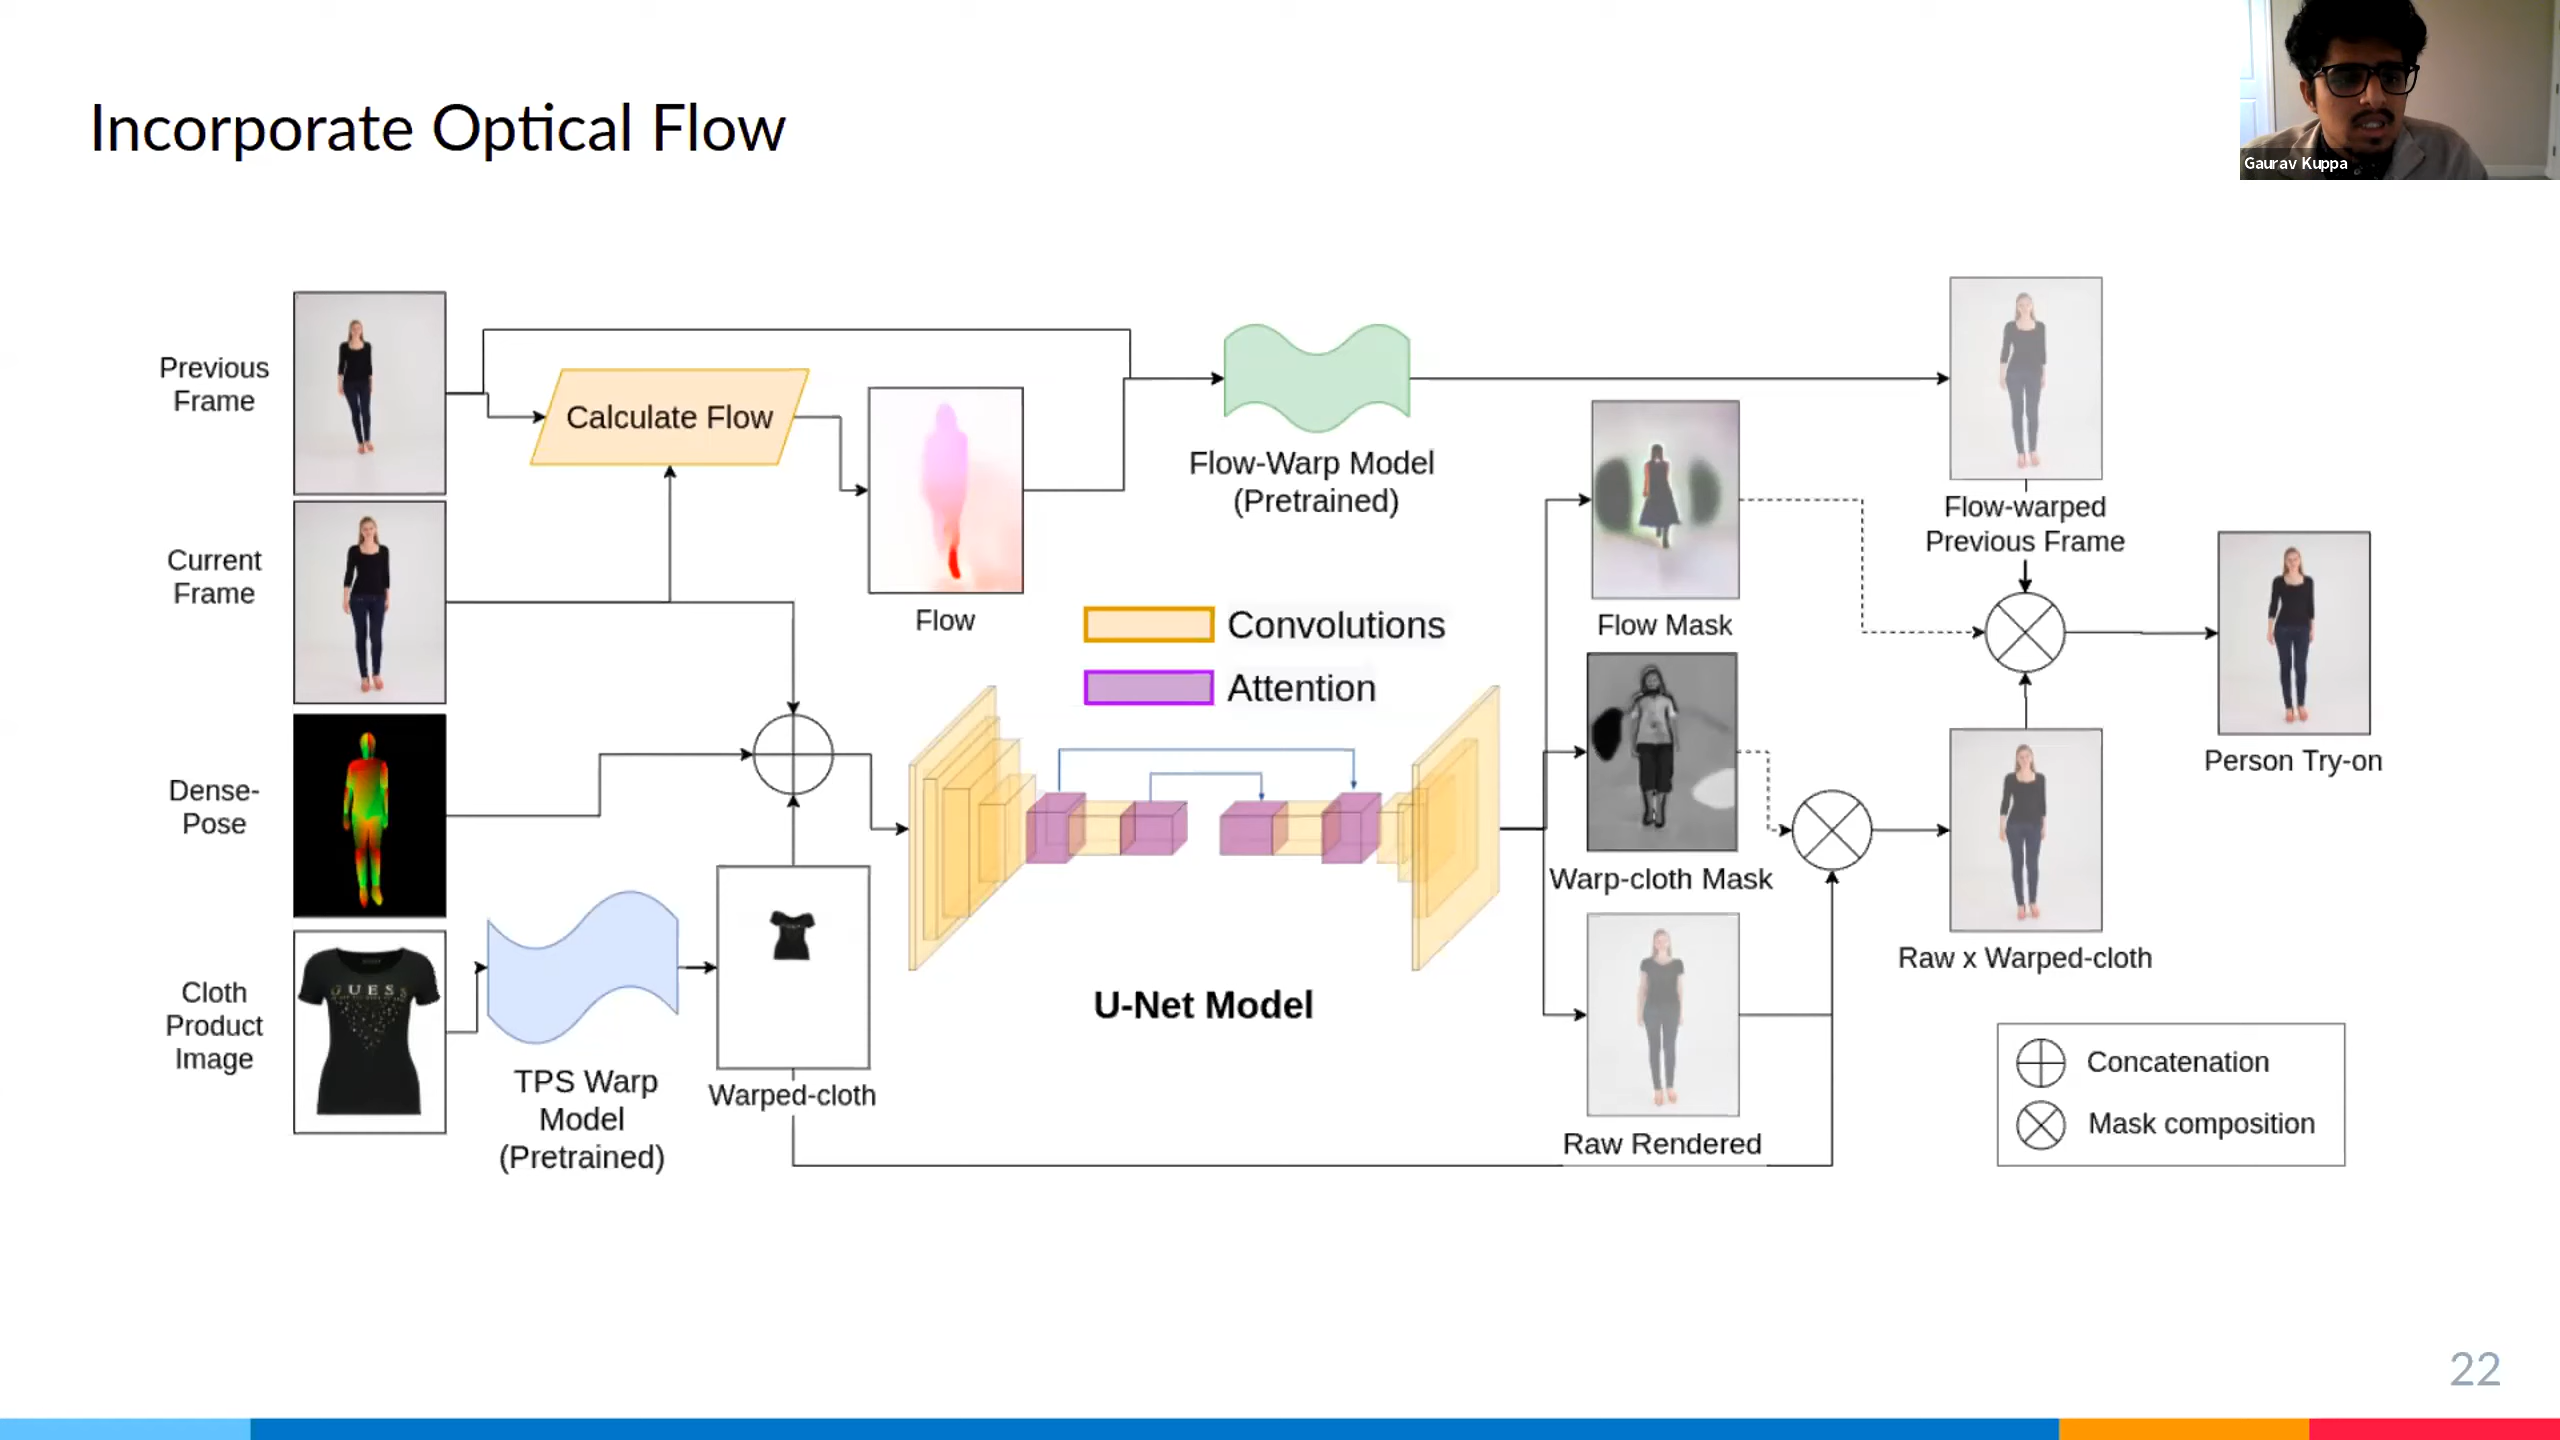 Incorporate Optical Flow
Gaurav Kuppa
Previous
Frame
Calculate Flow
Flow-Warp Model
(Pretrained)
Flow-warped
Previous Frame
Current
Frame
Flow
Convolutions
Attention
Flow Mask
Person Try-on
Dense-
Pose
Warp-cloth Mask
Raw x Warped-cloth
Cloth
Product
Image
GUESS
TPS Warp
Model
(Pretrained)
Warped-cloth
U-Net Model
Raw Rendered
Concatenation
Mask composition
22